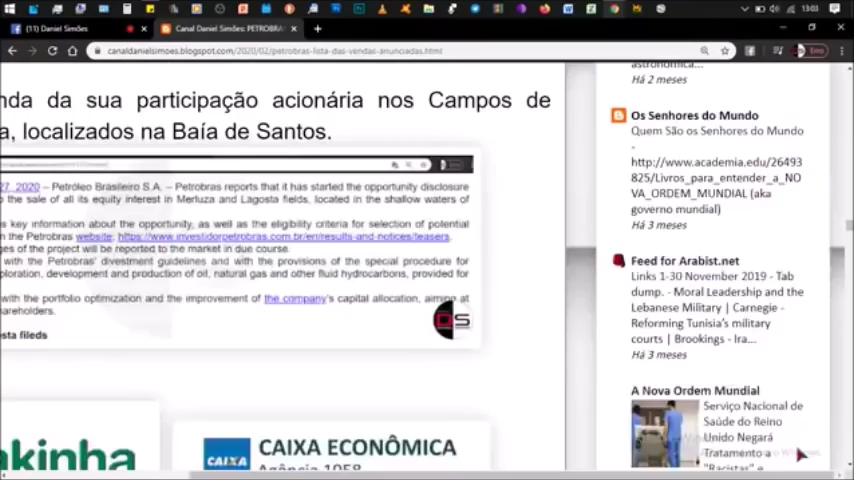 13:03
(11) Daniel Simões
Canal Daniel Simões: PETROBRA
canaldanielsimoes.blogspot.com/2020/02/petrobras-lista-das-vendas-anunciadas.html
nda da sua participação acionária nos Campos de
a, localizados na Baía de Santos.
27, 2020 – Petróleo Brasileiro S.A. – Petrobras reports that it has started the opportunity disclosure
o the sale of all its equity interest in Merluza and Lagosta fields, located in the shallow waters of
s key information about the opportunity, as well as the eligibility criteria for selection of potential
n the Petrobras website: https://www.investidorpetrobras.com.br/en/results-and-notices/teasers.
ges of the project will be reported to the market in due course.
with the Petrobras' divestment guidelines and with the provisions of the special procedure for
ploration, development and production of oil, natural gas and other fluid hydrocarbons, provided for
with the portfolio optimization and the improvement of the company's capital allocation, aiming at
hareholders.
sta fileds
DS
akinha
CAIXA
CAIXA ECONÔMICA
Agência 1058
astronômica...
Há 2 meses
Os Senhores do Mundo
Quem São os Senhores do Mundo
-
http://www.academia.edu/26493
825/Livros_para_entender_a_NO
VA_ORDEM_MUNDIAL (aka
governo mundial)
Há 3 meses
Feed for Arabist.net
Links 1-30 November 2019 - Tab
dump. - Moral Leadership and the
Lebanese Military | Carnegie -
Reforming Tunisia's military
courts | Brookings - Ira...
Há 3 meses
A Nova Ordem Mundial
Serviço Nacional de
Saúde do Reino
Unido Negará
Tratamento a
"Racistas" e